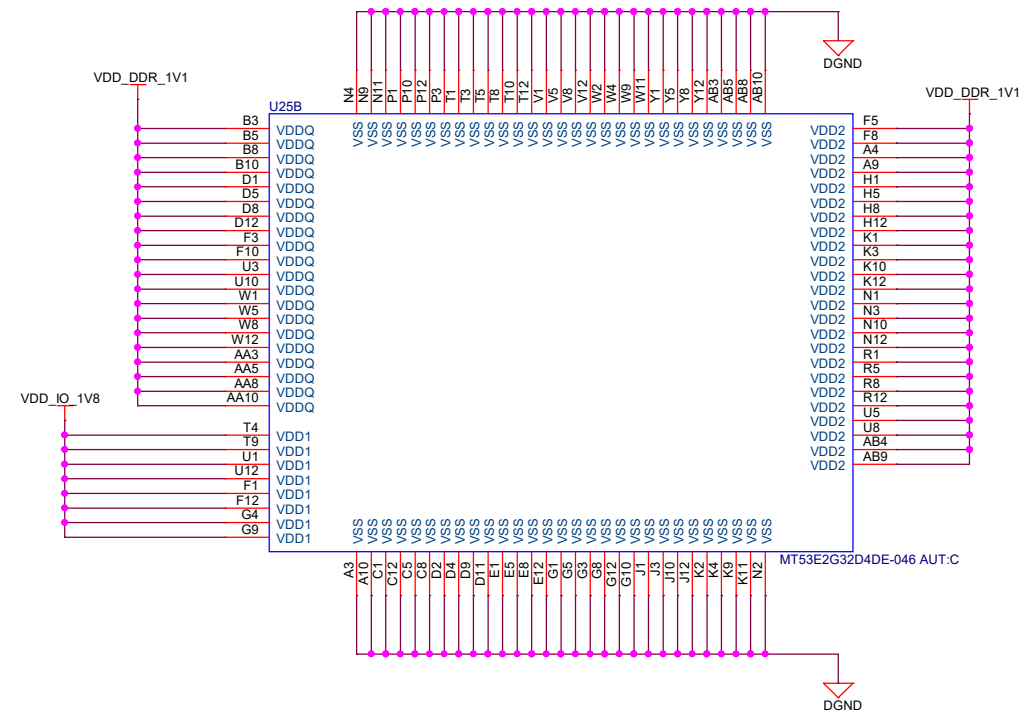 DGND
N4 N9 N11 P1 P10 P12 P3 T1 T3 T5 T8 T10 T12 V1 V5 V8 V12 W2 W4 W9 W11 Y1 Y5 Y8 Y12 AB3 AB5 AB8 AB10
VSS VSS VSS VSS VSS VSS VSS VSS VSS VSS VSS VSS VSS VSS VSS VSS VSS VSS VSS VSS VSS VSS VSS VSS VSS VSS VSS VSS VSS
VDD_DDR_1V1
VDD_DDR_1V1
U25B
B3 VDDQ VDD2 F5
B5 VDDQ VDD2 F8
B8 VDDQ VDD2 A4
B10 VDDQ VDD2 A9
D1 VDDQ VDD2 H1
D5 VDDQ VDD2 H5
D8 VDDQ VDD2 H8
D12 VDDQ VDD2 H12
F3 VDDQ VDD2 K1
F10 VDDQ VDD2 K3
U3 VDDQ VDD2 K10
U10 VDDQ VDD2 K12
W1 VDDQ VDD2 N1
W5 VDDQ VDD2 N3
W8 VDDQ VDD2 N10
W12 VDDQ VDD2 N12
AA3 VDDQ VDD2 R1
AA5 VDDQ VDD2 R5
AA8 VDDQ VDD2 R8
AA10 VDDQ VDD2 R12
VDD_IO_1V8
VDD2 U5
T4 VDD1 VDD2 U8
T9 VDD1 VDD2 AB4
U1 VDD1 VDD2 AB9
U12 VDD1
F1 VDD1
F12 VDD1
G4 VDD1
G9 VDD1
VSS VSS VSS VSS VSS VSS VSS VSS VSS VSS VSS VSS VSS VSS VSS VSS VSS VSS VSS VSS VSS VSS VSS VSS VSS VSS VSS VSS VSS
MT53E2G32D4DE-046 AUT:C
A3 A10 C1 C12 C5 C8 D2 D4 D9 D11 E1 E5 E8 E12 G1 G5 G3 G8 G12 G10 J1 J3 J10 J12 K2 K4 K9 K11 N2
DGND